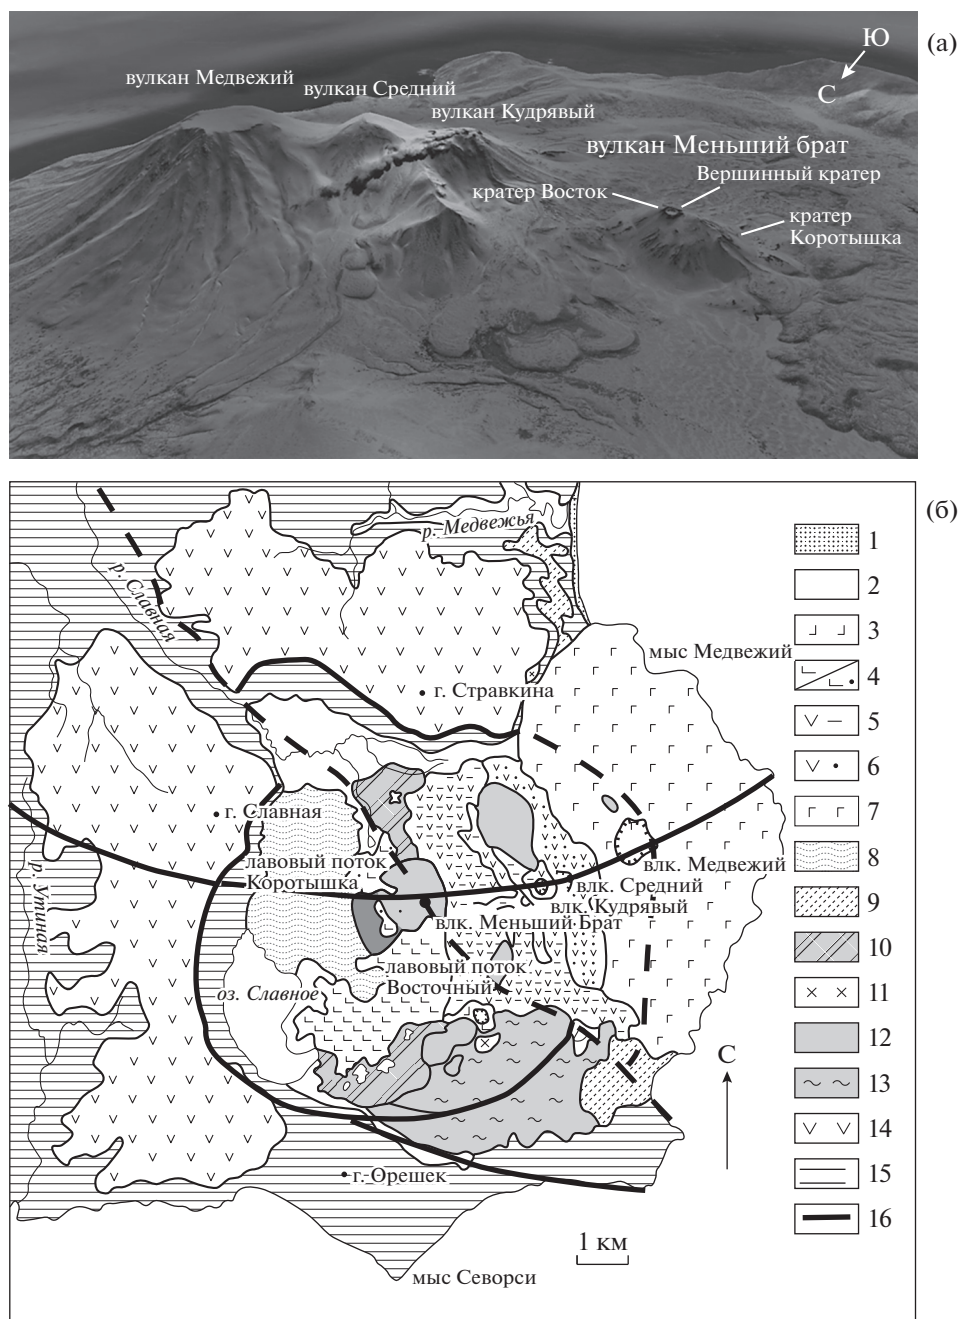 (а)
Ю
С
вулкан Медвежий
вулкан Средний
вулкан Кудрявый
вулкан Меньший брат
Вершинный кратер
кратер Восток
кратер
Коротышка
(б)
р. Медвежья
р. Славная
мыс Медвежий
г. Стравкина
г. Славная
лавовый поток
Коротышка
влк. Медвежий
влк. Средний
влк. Кудрявый
влк. Меньший Брат
р. Утиная
лавовый поток
Восточный
оз. Славное
г. Орешек
мыс Севорси
С
1 км
1
2
3
4
5
6
7
8
9
10
11
12
13
14
15
16